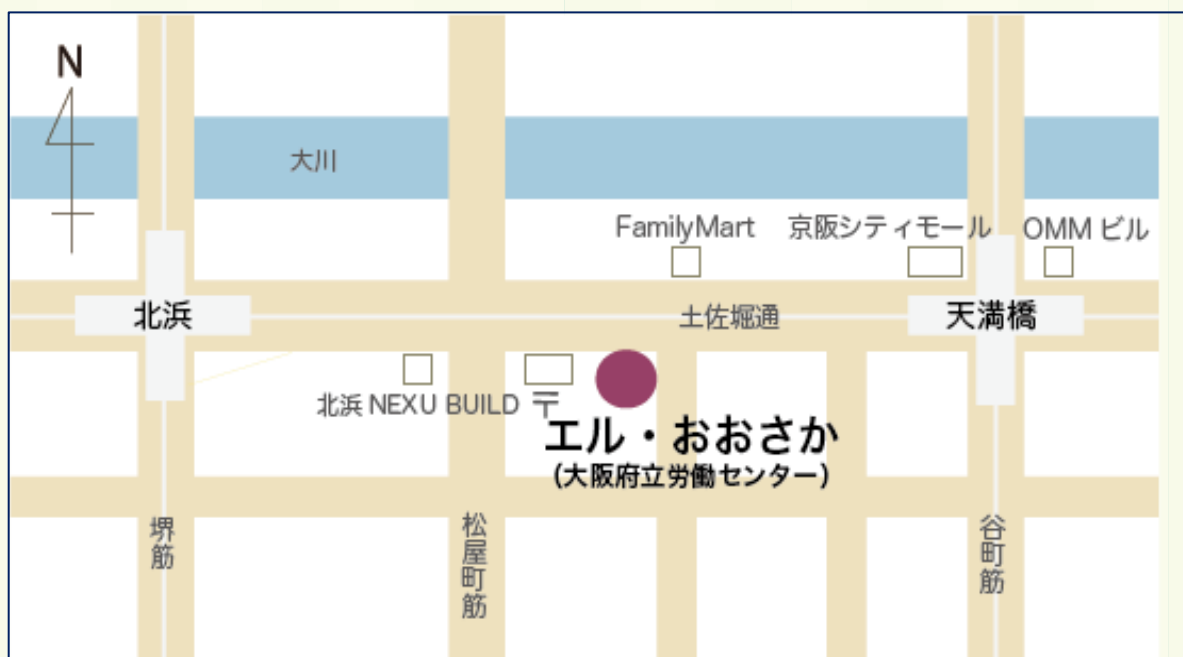 N
大川
FamilyMart
京阪シティモール
OMM ビル
北浜
土佐堀通
天満橋
北浜 NEXU BUILD
〒
エル・おおさか
(大阪府立労働センター)
堺筋
松屋町筋
谷町筋